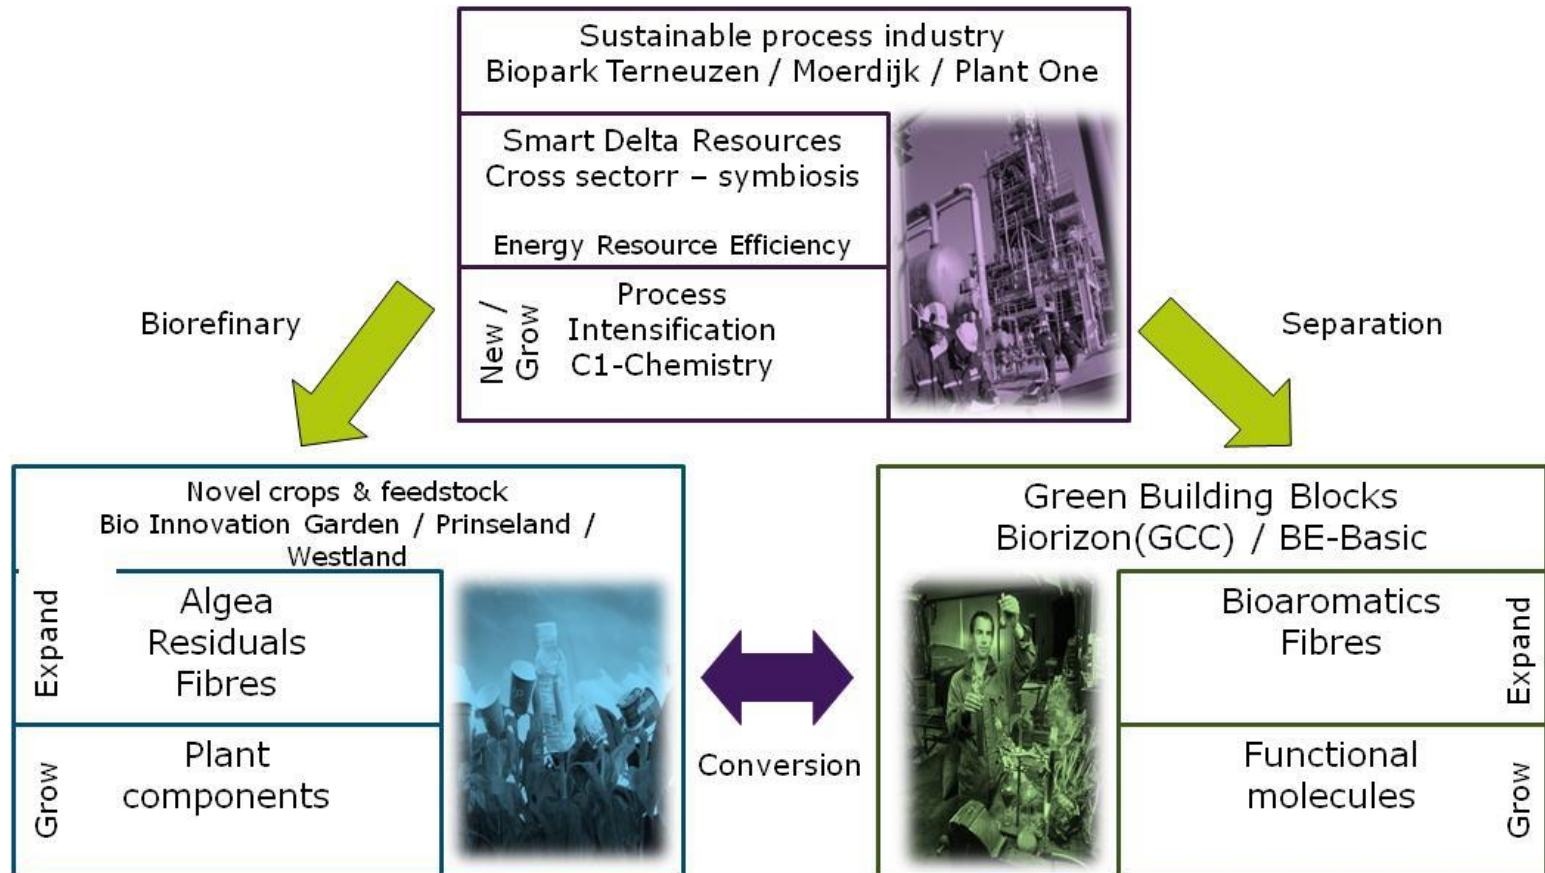 Sustainable process industry
Biopark Terneuzen / Moerdijk / Plant One
Smart Delta Resources
Cross sectorr – symbiosis
Energy Resource Efficiency
New /
Grow
Process
Intensification
C1-Chemistry
Biorefinary
Separation
Novel crops & feedstock
Bio Innovation Garden / Prinseland /
Westland
Expand
Algea
Residuals
Fibres
Grow
Plant
components
Conversion
Green Building Blocks
Biorizon(GCC) / BE-Basic
Bioaromatics
Fibres
Expand
Functional
molecules
Grow